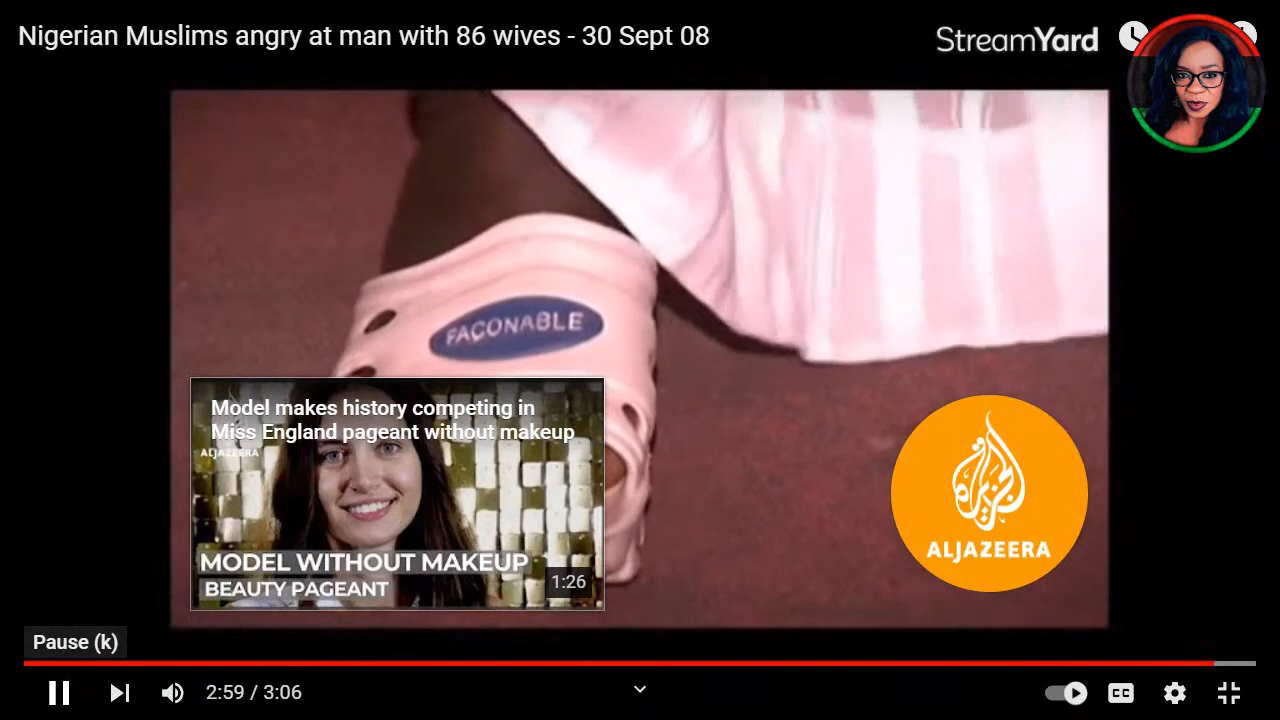 Nigerian Muslims angry at man with 86 wives - 30 Sept 08
StreamYard
FAÇONABLE
Model makes history competing in
Miss England pageant without makeup
ALJAZEERA
MODEL WITHOUT MAKEUP
BEAUTY PAGEANT
1:26
ALJAZEERA
Pause (k)
2:59 / 3:06
CC